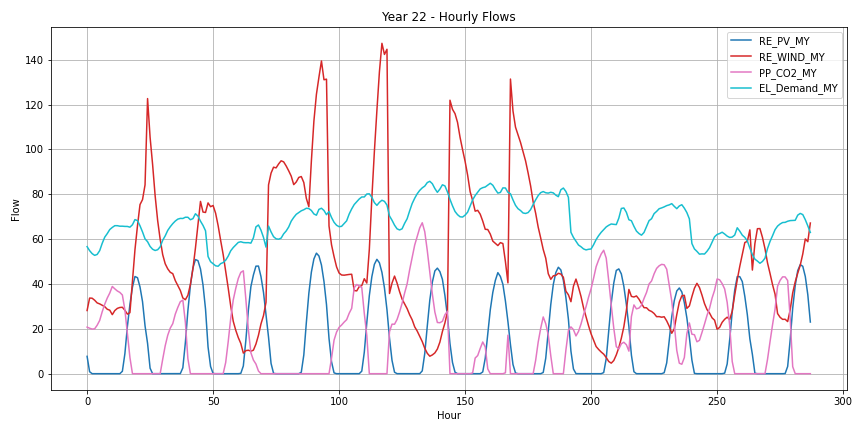 Year 22 - Hourly Flows
RE_PV_MY
RE_WIND_MY
PP_CO2_MY
EL_Demand_MY
140
120
100
80
60
40
20
0
Flow
0 50 100 150 200 250 300
Hour